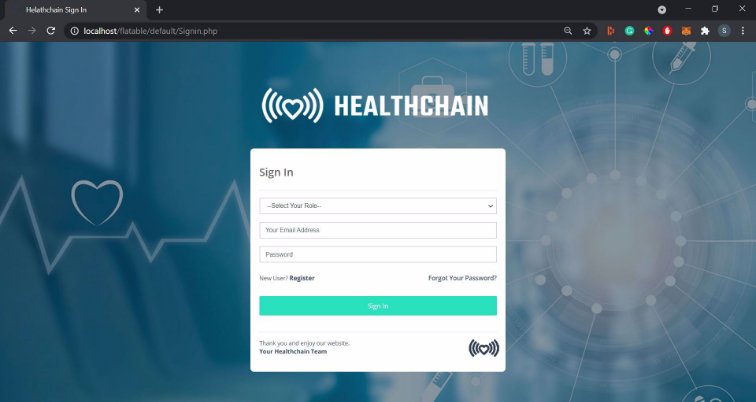 Helathchain Sign In
localhost/flatable/default/Signin.php
S
HEALTHCHAIN
Sign In
--Select Your Role--
Your Email Address
Password
New User? Register
Forgot Your Password?
Sign In
Thank you and enjoy our website.
Your Healthchain Team